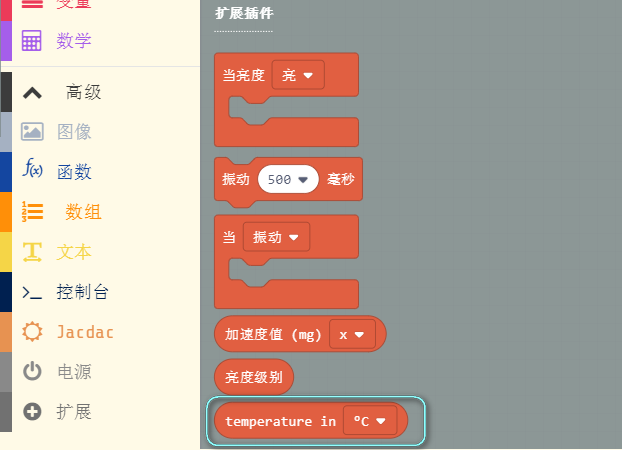 变量
数学
高级
图像
函数
数组
文本
控制台
Jacdac
电源
扩展
扩展插件
当亮度 亮
振动 500 毫秒
当 振动
加速度值 (mg) x
亮度级别
temperature in °C